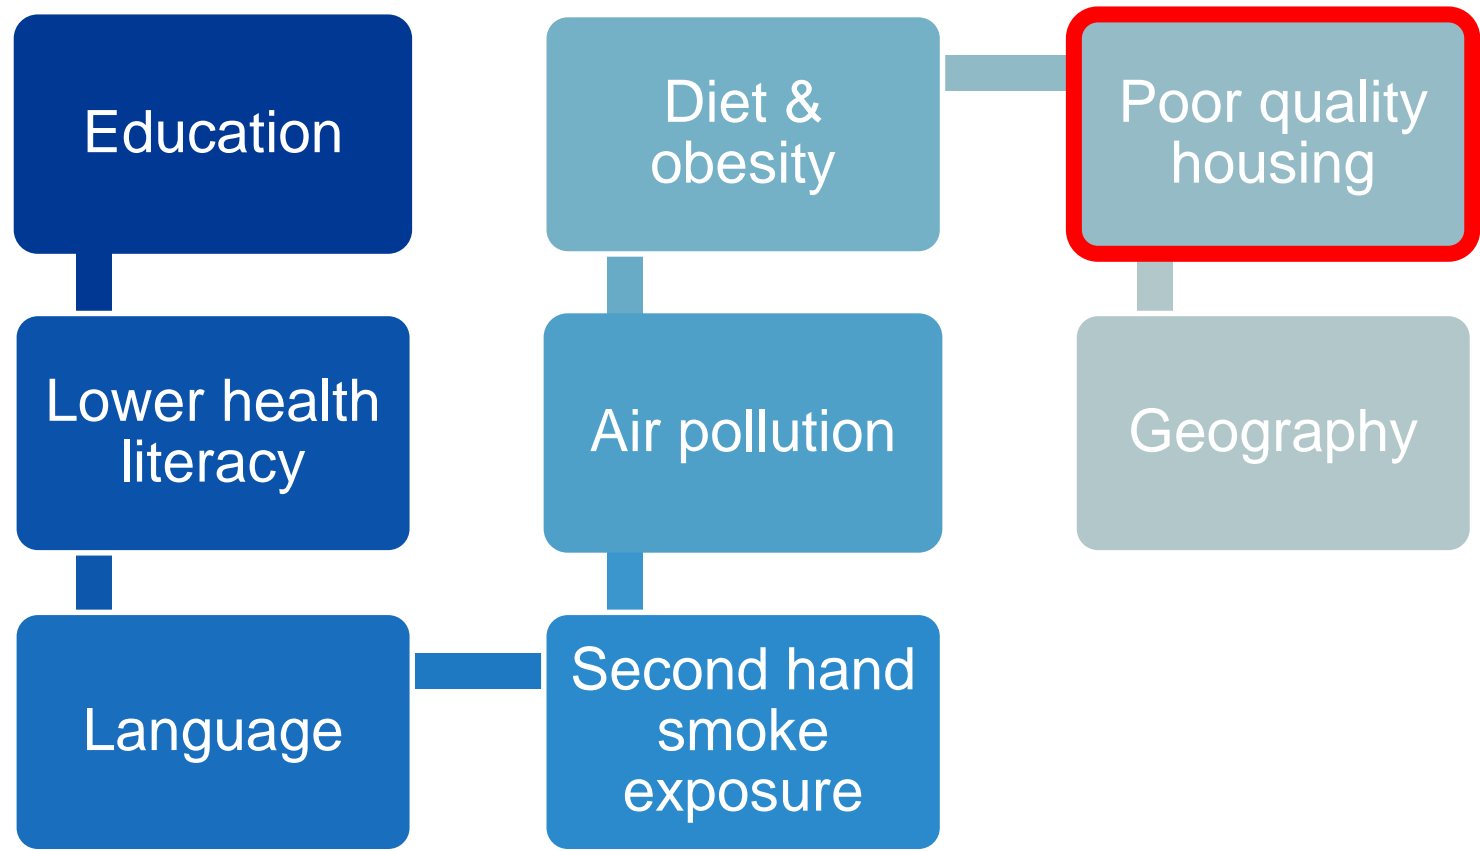 Education
Lower health
literacy
Language
Second hand
smoke
exposure
Air pollution
Diet &
obesity
Poor quality
housing
Geography